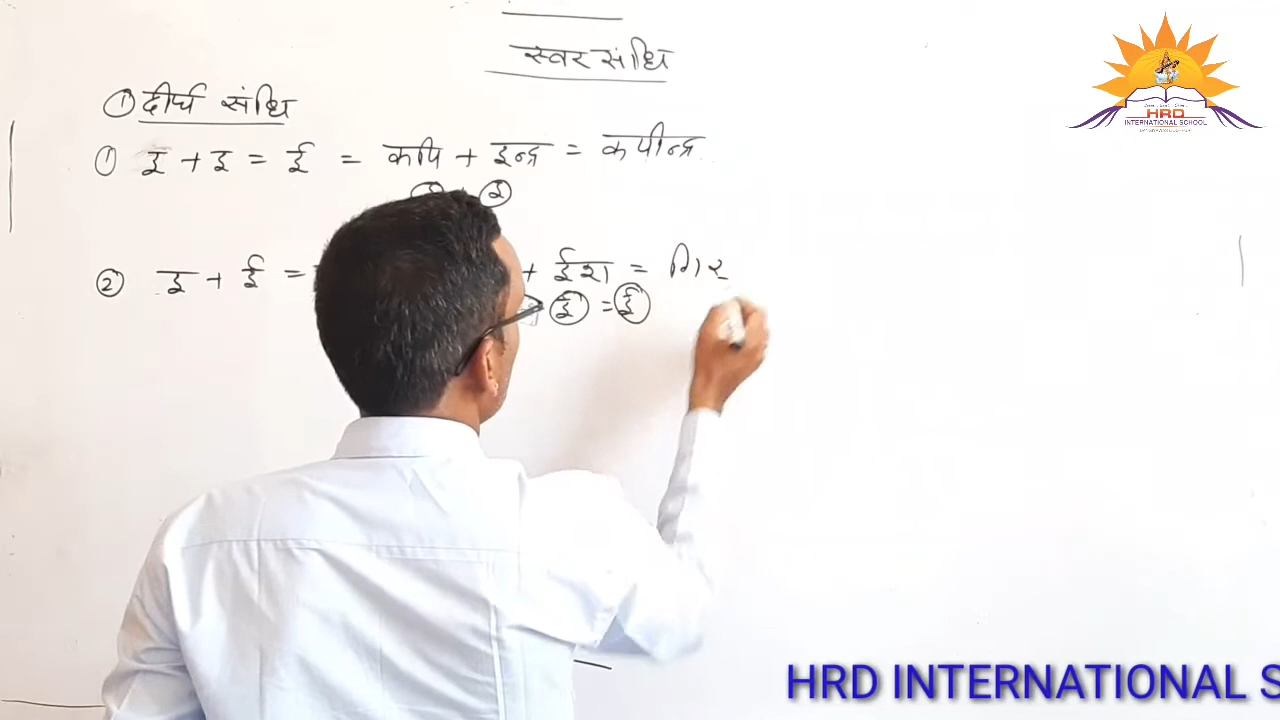 स्वर संधि
① दीर्घ संधि
① इ + इ = ई = कपि + इन्द्र = कपीन्द्र
इ
② इ + ई = + ईश = गिर
ई = ई
HRD
INTERNATIONAL SCHOOL
HRD INTERNATIONAL S